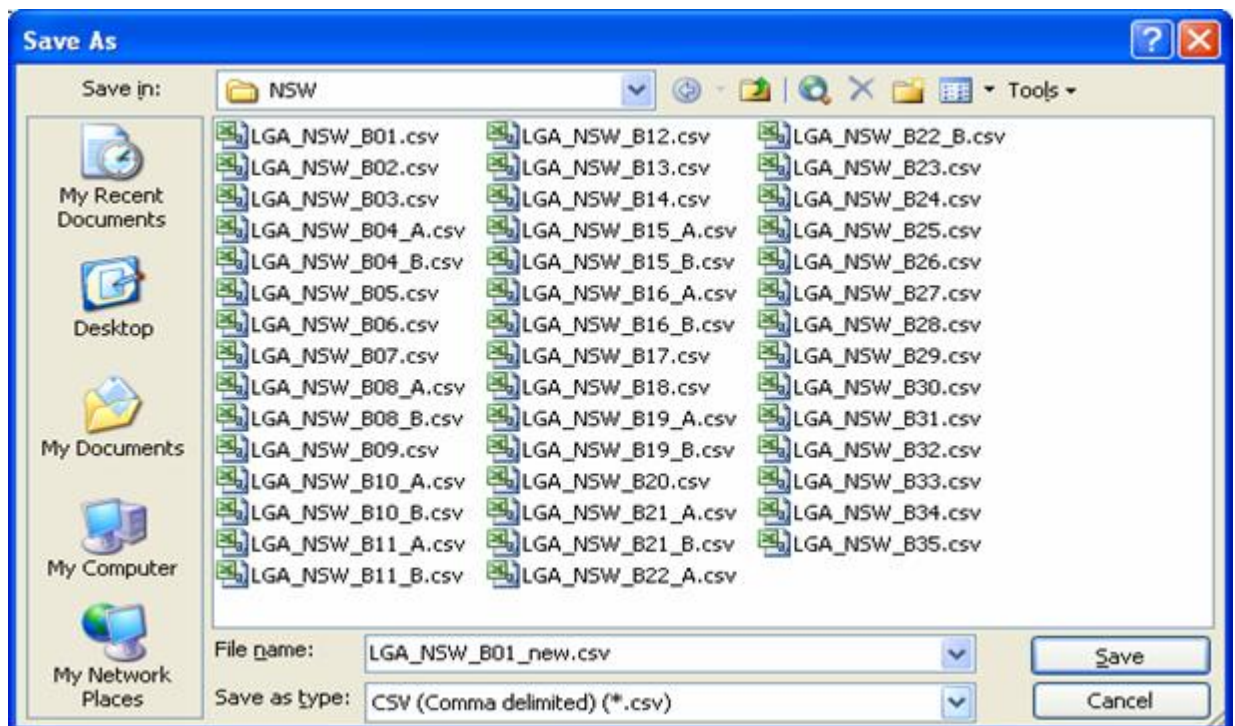 Save As
Save in:
NSW
Tools
My Recent
Documents
Desktop
My Documents
My Computer
My Network
Places
LGA_NSW_B01.csv
LGA_NSW_B02.csv
LGA_NSW_B03.csv
LGA_NSW_B04_A.csv
LGA_NSW_B04_B.csv
LGA_NSW_B05.csv
LGA_NSW_B06.csv
LGA_NSW_B07.csv
LGA_NSW_B08_A.csv
LGA_NSW_B08_B.csv
LGA_NSW_B09.csv
LGA_NSW_B10_A.csv
LGA_NSW_B10_B.csv
LGA_NSW_B11_A.csv
LGA_NSW_B11_B.csv
LGA_NSW_B12.csv
LGA_NSW_B13.csv
LGA_NSW_B14.csv
LGA_NSW_B15_A.csv
LGA_NSW_B15_B.csv
LGA_NSW_B16_A.csv
LGA_NSW_B16_B.csv
LGA_NSW_B17.csv
LGA_NSW_B18.csv
LGA_NSW_B19_A.csv
LGA_NSW_B19_B.csv
LGA_NSW_B20.csv
LGA_NSW_B21_A.csv
LGA_NSW_B21_B.csv
LGA_NSW_B22_A.csv
LGA_NSW_B22_B.csv
LGA_NSW_B23.csv
LGA_NSW_B24.csv
LGA_NSW_B25.csv
LGA_NSW_B26.csv
LGA_NSW_B27.csv
LGA_NSW_B28.csv
LGA_NSW_B29.csv
LGA_NSW_B30.csv
LGA_NSW_B31.csv
LGA_NSW_B32.csv
LGA_NSW_B33.csv
LGA_NSW_B34.csv
LGA_NSW_B35.csv
File name:
LGA_NSW_B01_new.csv
Save
Save as type:
CSV (Comma delimited) (*.csv)
Cancel